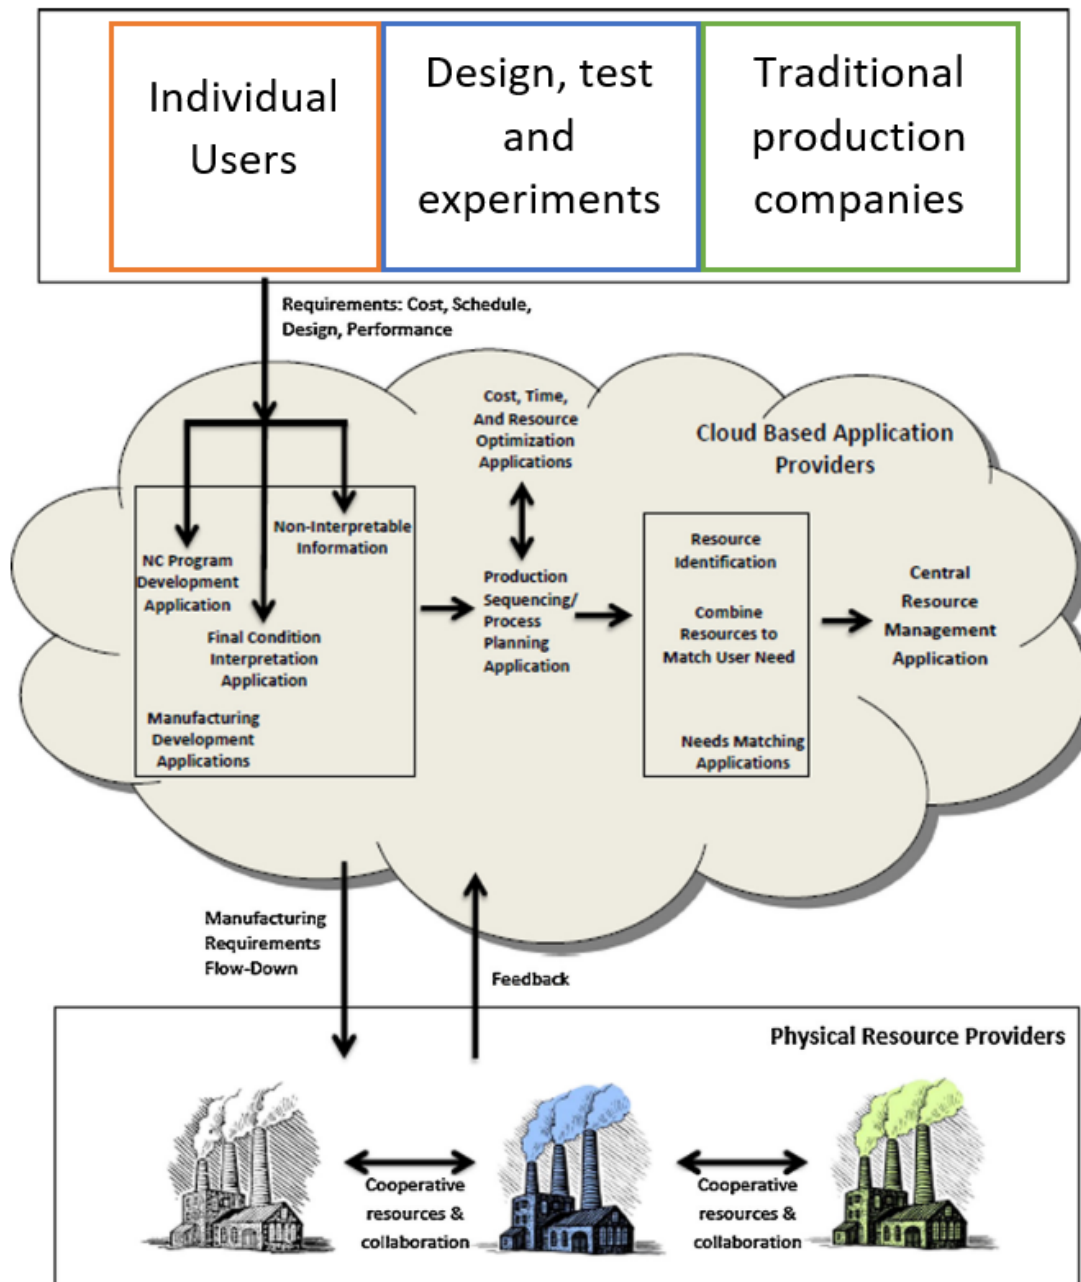 Individual
Users
Design, test
and
experiments
Traditional
production
companies
Requirements: Cost, Schedule,
Design, Performance
Cost, Time,
And Resource
Optimization
Applications
Cloud Based Application
Providers
Non-Interpretable
Information
NC Program
Development
Application
Final Condition
Interpretation
Application
Manufacturing
Development
Applications
Production
Sequencing/
Process
Planning
Application
Resource
Identification
Combine
Resources to
Match User Need
Needs Matching
Applications
Central
Resource
Management
Application
Manufacturing
Requirements
Flow-Down
Feedback
Physical Resource Providers
Cooperative
resources &
collaboration
Cooperative
resources &
collaboration